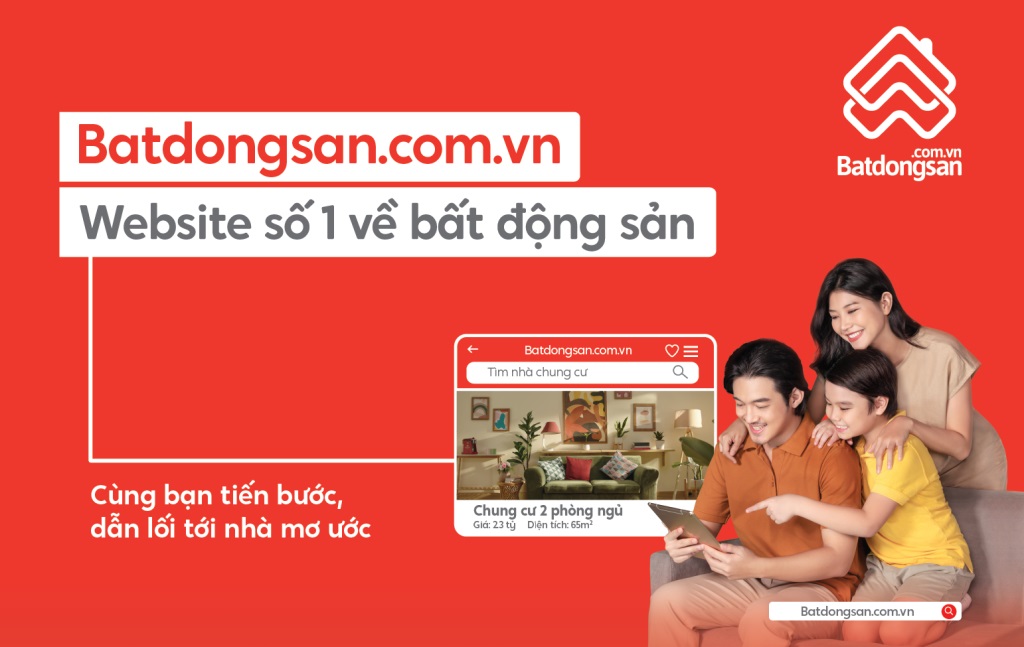 Batdongsan.com.vn
Website số 1 về bất động sản
.com.vn
Batdongsan
Batdongsan.com.vn
Tìm nhà chung cư
Chung cư 2 phòng ngủ
Giá: 23 tỷ Diện tích: 65m²
Cùng bạn tiến bước,
dẫn lối tới nhà mơ ước
Batdongsan.com.vn